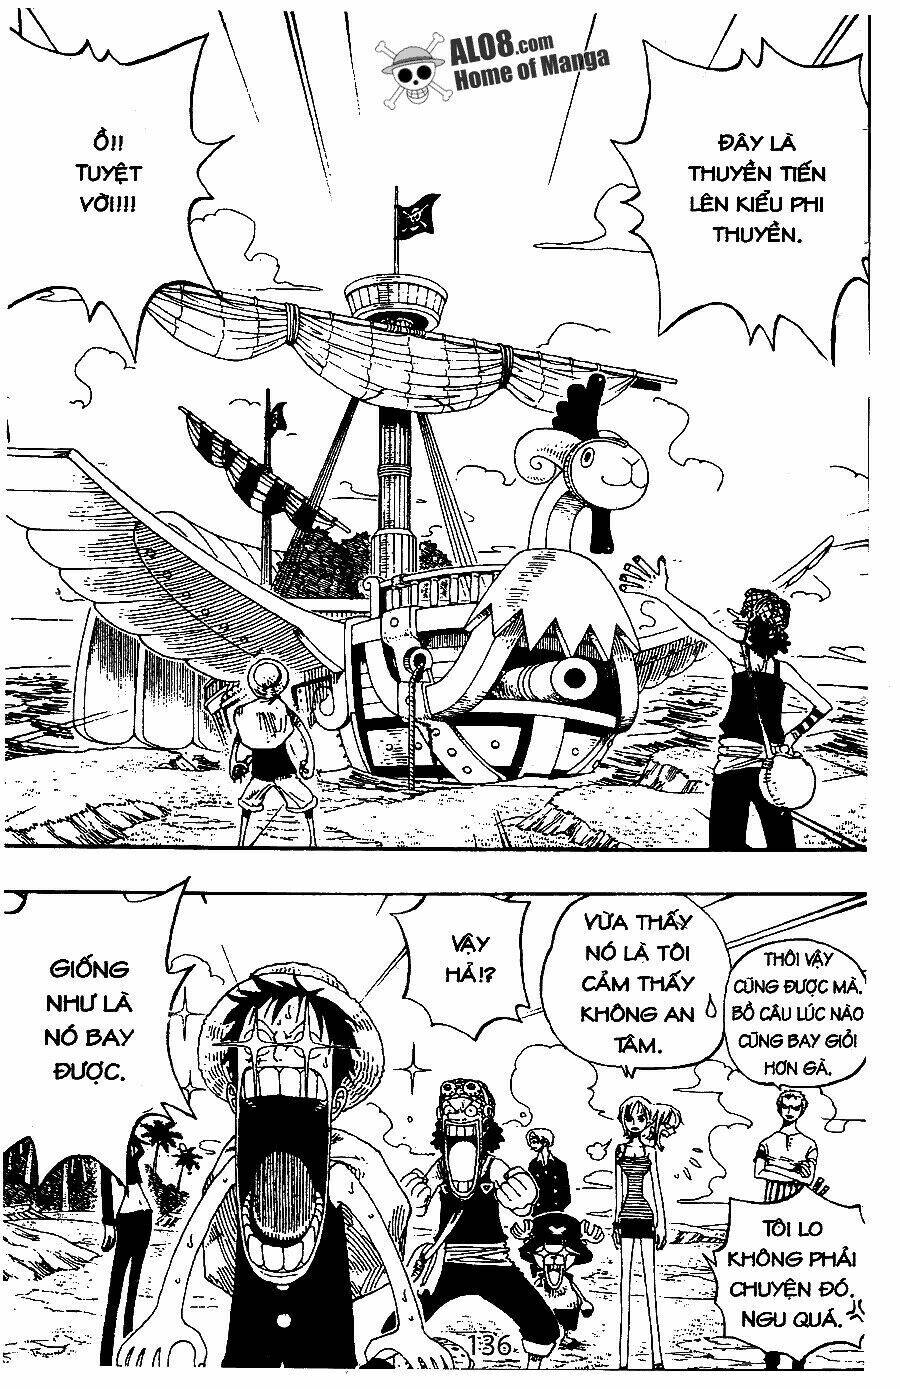 AL08.com
Home of Manga
ĐÂY LÀ
THUYỀN TIẾN
LÊN KIỂU PHI
THUYỀN.
Ồ!!
TUYỆT
VỜI!!!!
THÔI VẬY
CŨNG ĐƯỢC MÀ.
BỒ CÂU LÚC NÀO
CŨNG BAY GIỎI
HƠN GÀ.
VỪA THẤY
NÓ LÀ TÔI
CẢM THẤY
KHÔNG AN
TÂM.
VẬY
HẢ!?
GIỐNG
NHƯ LÀ
NÓ BAY
ĐƯỢC.
TÔI LO
KHÔNG PHẢI
CHUYỆN ĐÓ.
NGU QUÁ.
136